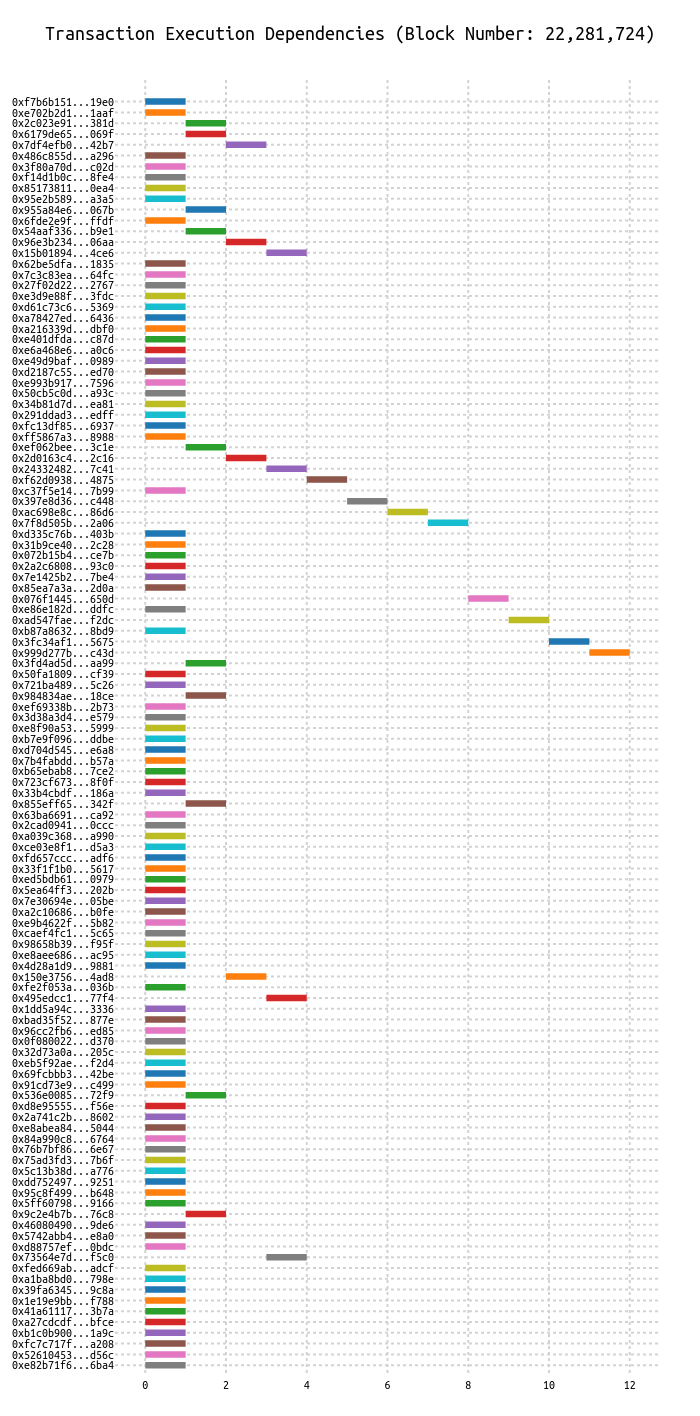 Transaction Execution Dependencies (Block Number: 22,281,724)
0xf7b6b151...19e0
0xe702b2d1...1aaf
0x2c023e91...381d
0x6179de65...069f
0x7df4efb0...42b7
0x486c855d...a296
0x3f80a70d...c02d
0xf14d1b0c...8fe4
0x85173811...0ea4
0x95e2b589...a3a5
0x955a84e6...067b
0x6fde2e9f...ffdf
0x54aaf336...b9e1
0x96e3b234...06aa
0x15b01894...4ce6
0x62be5dfa...1835
0x7c3c83ea...64fc
0x27f02d22...2767
0xe3d9e88f...3fdc
0xd61c73c6...5369
0xa78427ed...6436
0xa216339d...dbf0
0xe401dfda...c87d
0xe6a468e6...a0c6
0xe49d9baf...0989
0xd2187c55...ed70
0xe993b917...7596
0x50cb5c0d...a93c
0x34b81d7d...ea81
0x291ddad3...edff
0xfc13df85...6937
0xff5867a3...8988
0xef062bee...3c1e
0x2d0163c4...2c16
0x24332482...7c41
0xf62d0938...4875
0xc37f5e14...7b99
0x397e8d36...c448
0xac698e8c...86d6
0x7f8d505b...2a06
0xd335c76b...403b
0x31b9ce40...2c28
0x072b15b4...ce7b
0x2a2c6808...93c0
0x7e1425b2...7be4
0x85ea7a3a...2d0a
0x076f1445...650d
0xe86e182d...ddfc
0xad547fae...f2dc
0xb87a8632...8bd9
0x3fc34af1...5675
0x999d277b...c43d
0x3fd4ad5d...aa99
0x50fa1809...cf39
0x721ba489...5c26
0x984834ae...18ce
0xef69338b...2b73
0x3d38a3d4...e579
0xe8f90a53...5999
0xb7e9f096...ddbe
0xd704d545...e6a8
0x7b4fabdd...b57a
0xb65ebab8...7ce2
0x723cf673...8f0f
0x33b4cbdf...186a
0x855eff65...342f
0x63ba6691...ca92
0x2cad0941...0ccc
0xa039c368...a990
0xce03e8f1...d5a3
0xfd657ccc...adf6
0x33f1f1b0...5617
0xed5bdb61...0979
0x5ea64ff3...202b
0x7e30694e...05be
0xa2c10686...b0fe
0xe9b4622f...5b82
0xcaef4fc1...5c65
0x98658b39...f95f
0xe8aee686...ac95
0x4d28a1d9...9881
0x150e3756...4ad8
0xfe2f053a...036b
0x495edcc1...77f4
0x1dd5a94c...3336
0xbad35f52...877e
0x96cc2fb6...ed85
0x0f080022...d370
0x32d73a0a...205c
0xeb5f92ae...f2d4
0x69fcbbb3...42be
0x91cd73e9...c499
0x536e0085...72f9
0xd8e95555...f56e
0x2a741c2b...8602
0xe8abea84...5044
0x84a990c8...6764
0x76b7bf86...6e67
0x75ad3fd3...7b6f
0x5c13b38d...a776
0xdd752497...9251
0x95c8f499...b648
0x5ff60798...9166
0x9c2e4b7b...76c8
0x46080490...9de6
0x5742abb4...e8a0
0xd88757ef...0bdc
0x73564e7d...f5c0
0xfed669ab...adcf
0xa1ba8bd0...798e
0x39fa6345...9c8a
0x1e19e9bb...f788
0x41a61117...3b7a
0xa27cdcdf...bfce
0xb1c0b900...1a9c
0xfc7c717f...a208
0x52610453...d56c
0xe82b71f6...6ba4
0 2 4 6 8 10 12